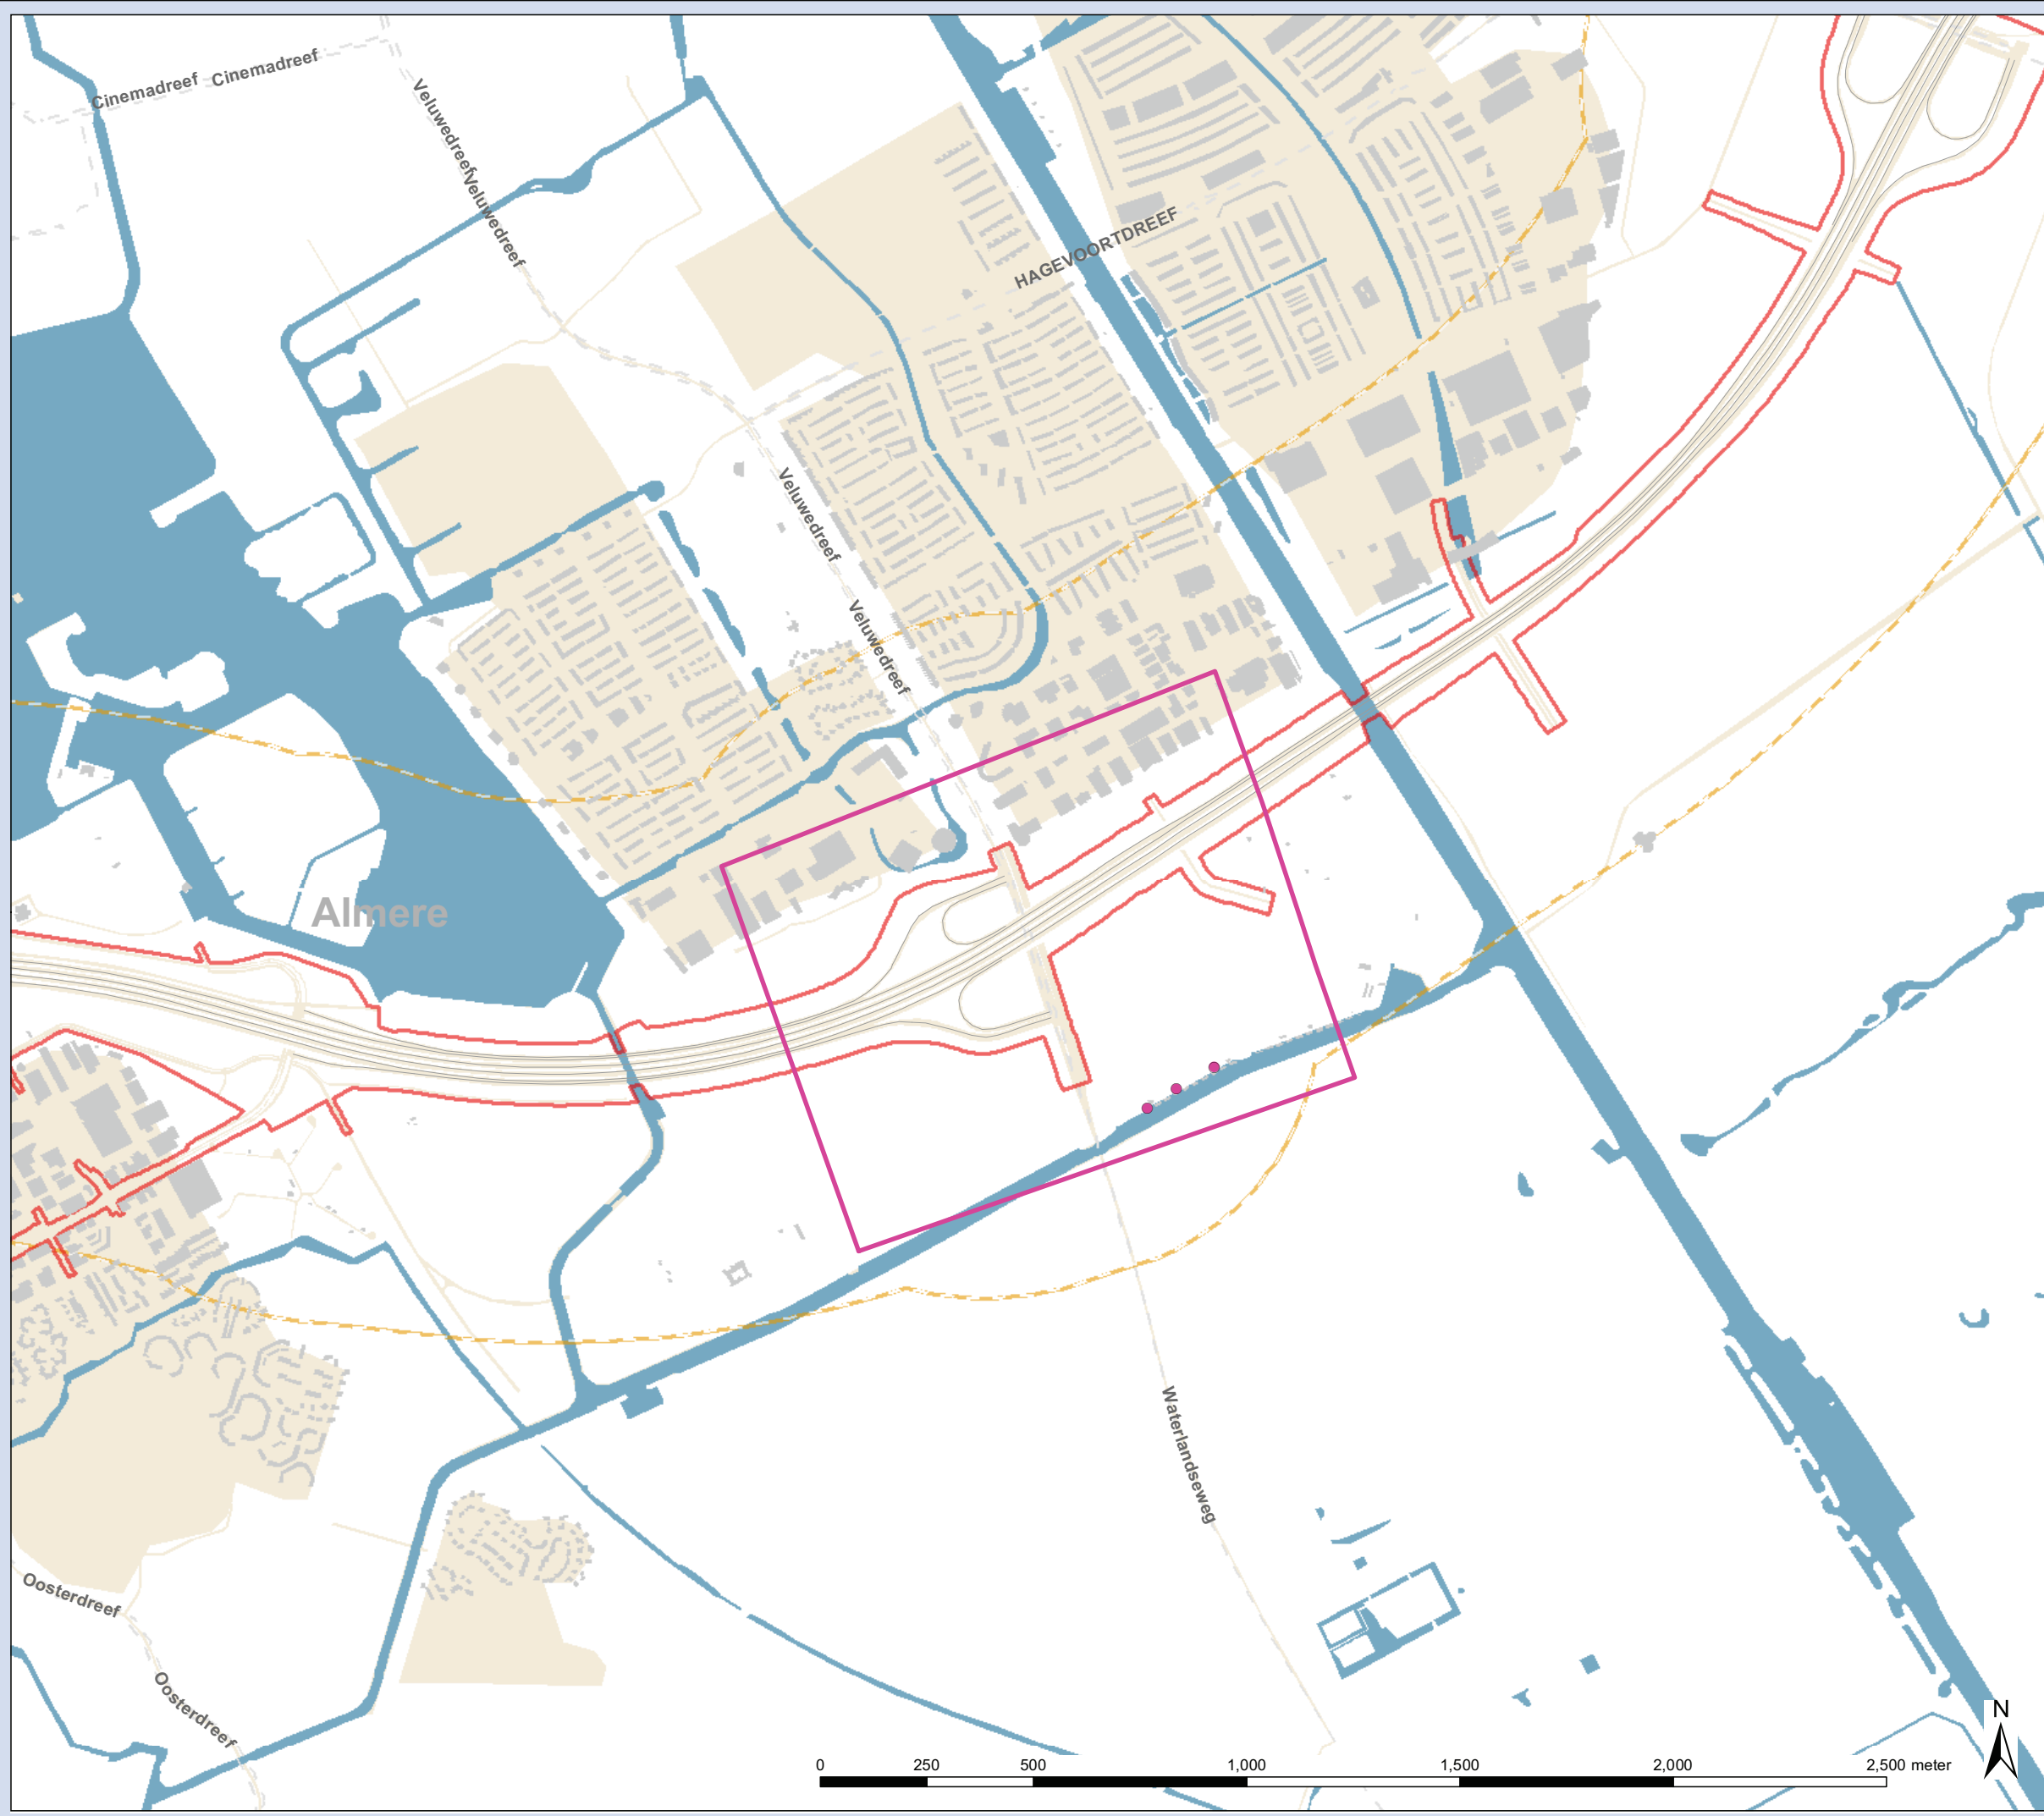 Cinemadreef
Cinemadreef
Veluwedreef
Veluwedreef
HAGEVOORTDREEF
Veluwedreef
Veluwedreef
Almere
Waterlandseweg
Oosterdreef
Oosterdreef
N
0 250 500 1,000 1,500 2,000 2,500 meter